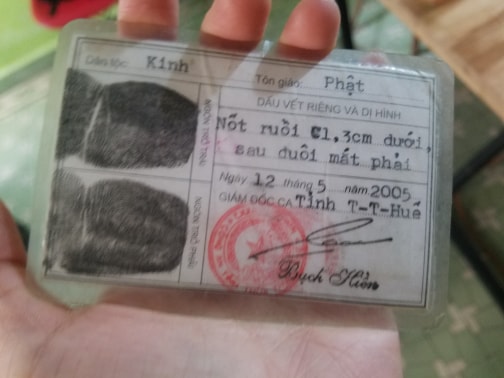 Dân tộc: Kinh Tôn giáo: Phật
DẤU VẾT RIÊNG VÀ DỊ HÌNH
Nốt ruồi C1,3cm dưới,
sau đuôi mắt phải
Ngày 12 tháng 5 năm 2005
GIÁM ĐỐC CA Tỉnh T-T-Huế
NGÓN TRỎ TRÁI
NGÓN TRỎ PHẢI